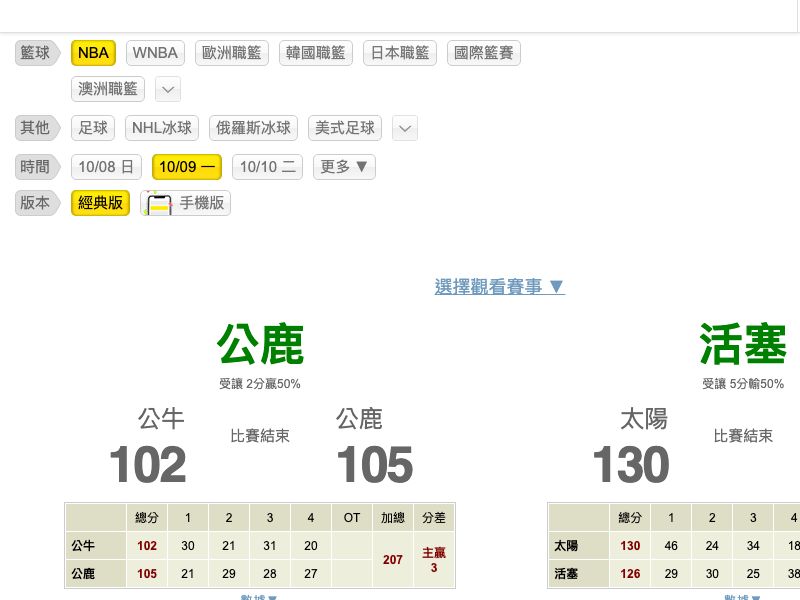 籃球 NBA WNBA 歐洲職籃 韓國職籃 日本職籃 國際籃賽
澳洲職籃
其他 足球 NHL冰球 俄羅斯冰球 美式足球
時間 10/08 日 10/09 一 10/10 二 更多 ▼
版本 經典版 手機版
選擇觀看賽事 ▼
公鹿 活塞
受讓 2分贏50% 受讓 5分輸50%
公牛 比賽結束 公鹿 太陽 比賽結束
102 105 130
總分 1 2 3 4 OT 加總 分差 總分 1 2 3 4
公牛 102 30 21 31 20 207 主贏 3 太陽 130 46 24 34 18
公鹿 105 21 29 28 27 活塞 126 29 30 25 38
數據▼ 數據▼